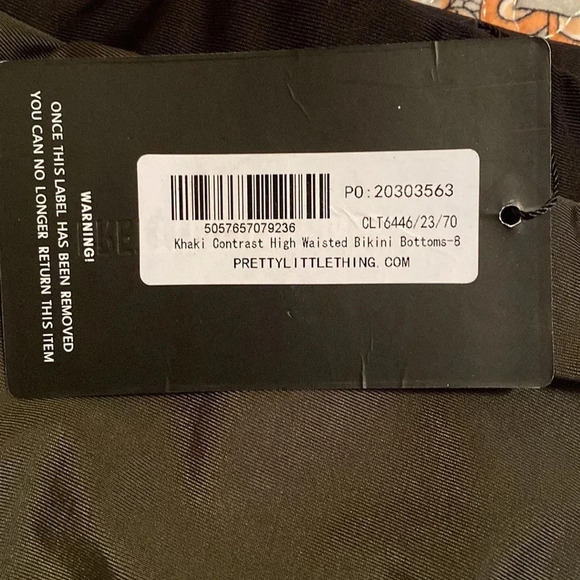 WARNING!
ONCE THIS LABEL HAS BEEN REMOVED
YOU CAN NO LONGER RETURN THIS ITEM
PO:20303563
5057657079236
CLT6446/23/70
Khaki Contrast High Waisted Bikini Bottoms-8
PRETTYLITTLETHING. COM